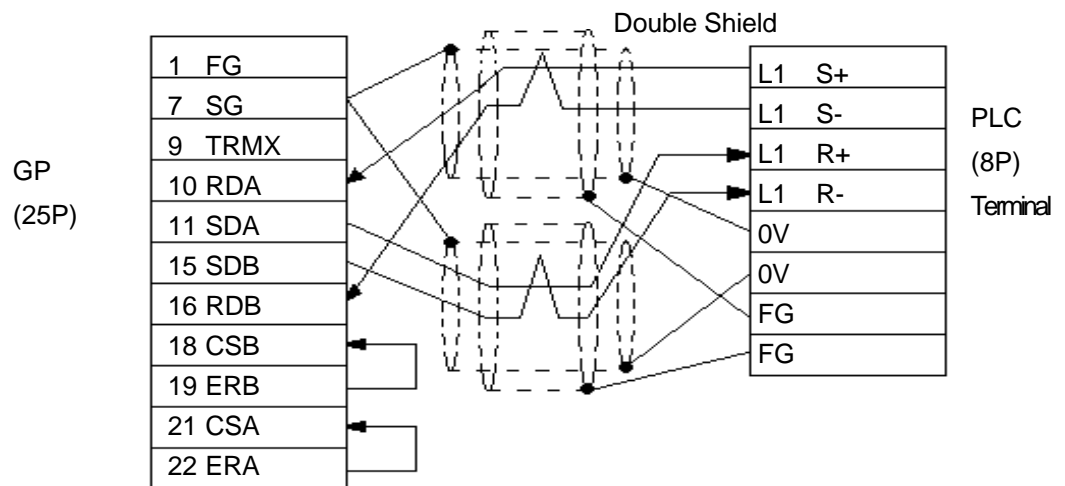 Double Shield
GP
(25P)
1 FG
7 SG
9 TRMX
10 RDA
11 SDA
15 SDB
16 RDB
18 CSB
19 ERB
21 CSA
22 ERA
L1 S+
L1 S-
L1 R+
L1 R-
0V
0V
FG
FG
PLC
(8P)
Terminal